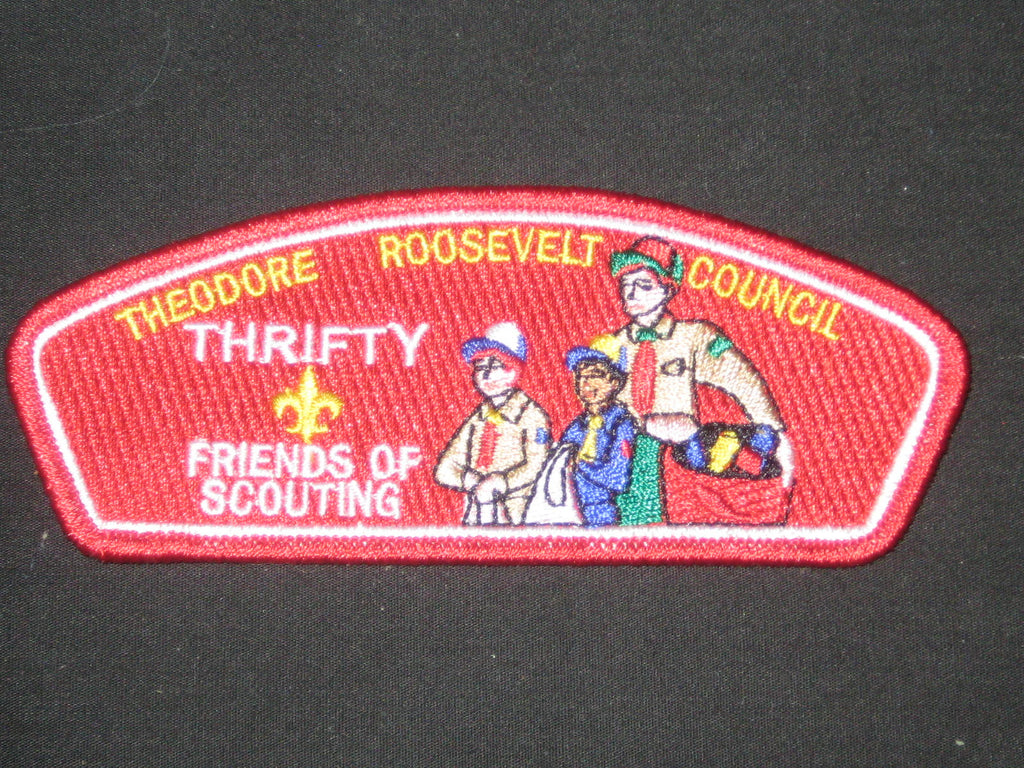 THEODORE ROOSEVELT COUNCIL
THRIFTY
FRIENDS OF
SCOUTING